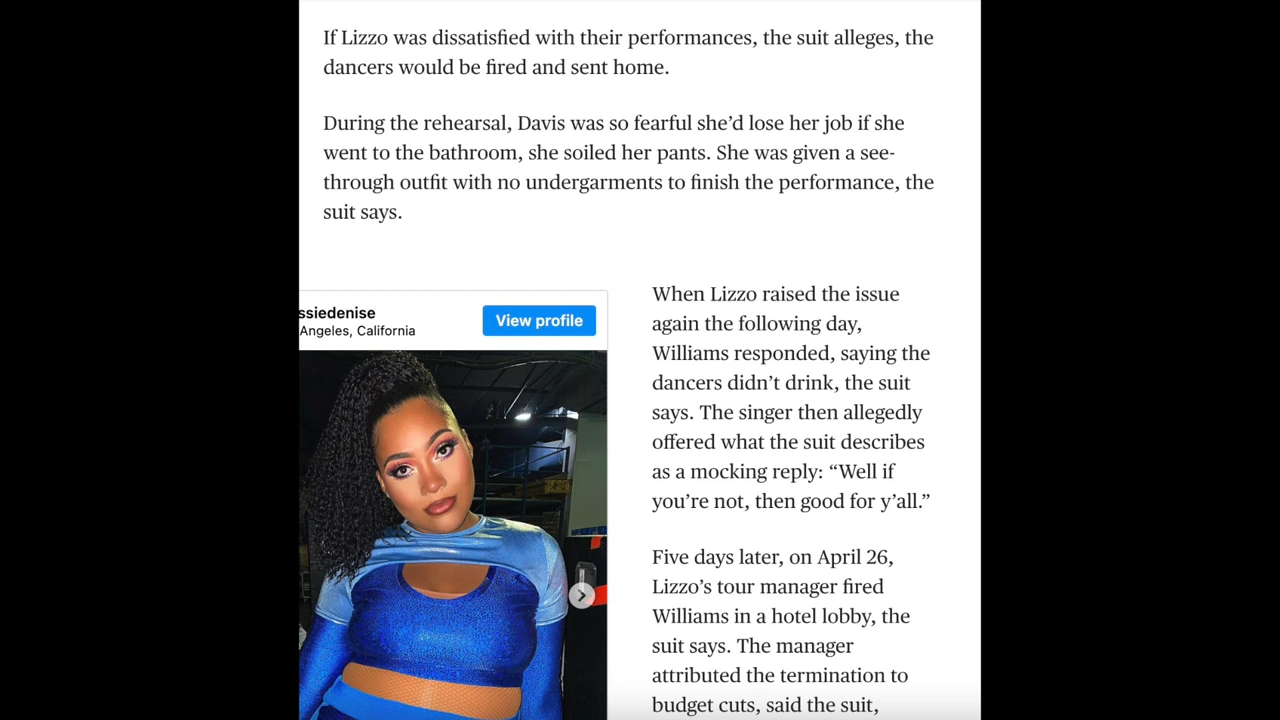 If Lizzo was dissatisfied with their performances, the suit alleges, the
dancers would be fired and sent home.
During the rehearsal, Davis was so fearful she’d lose her job if she
went to the bathroom, she soiled her pants. She was given a see-
through outfit with no undergarments to finish the performance, the
suit says.
ssiedenise
Angeles, California
View profile
When Lizzo raised the issue
again the following day,
Williams responded, saying the
dancers didn’t drink, the suit
says. The singer then allegedly
offered what the suit describes
as a mocking reply: “Well if
you’re not, then good for y’all.”
Five days later, on April 26,
Lizzo’s tour manager fired
Williams in a hotel lobby, the
suit says. The manager
attributed the termination to
budget cuts, said the suit,